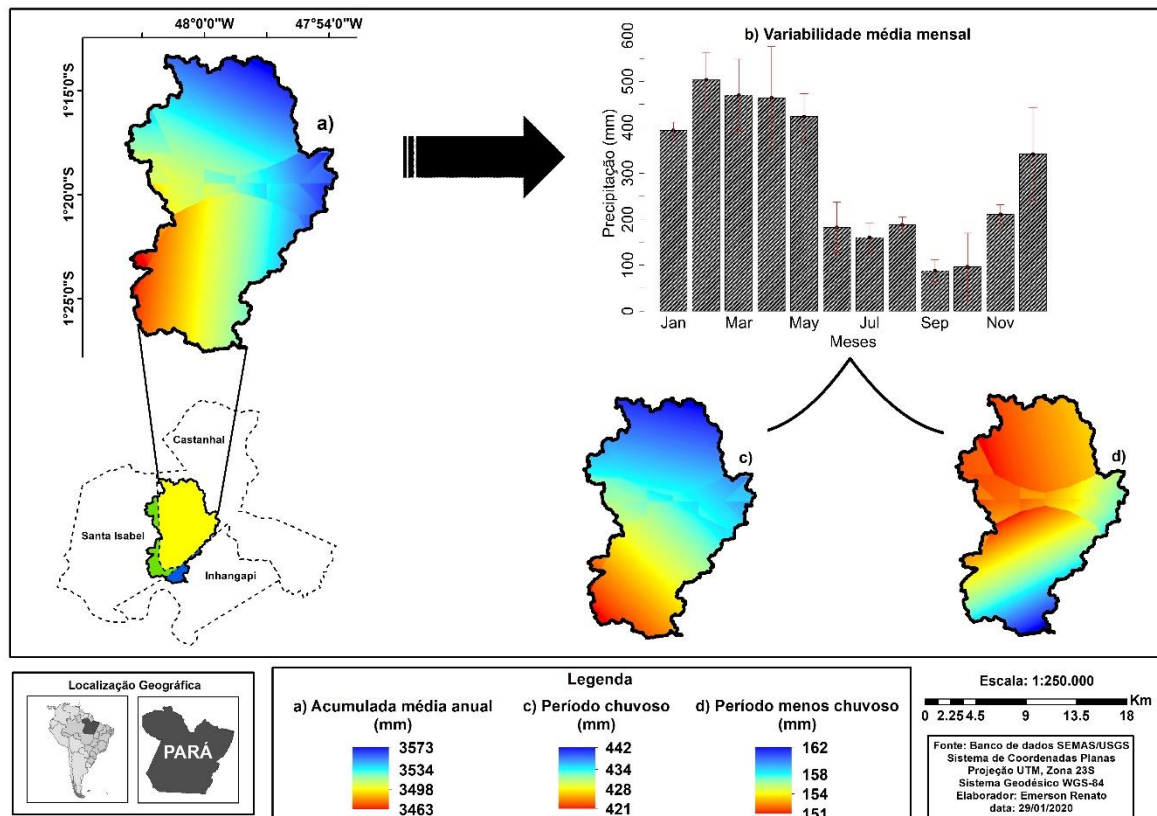 48°0'0"W
47°54'0"W
1°15'0"S
1°20'0"S
1°25'0"S
a)
b) Variabilidade média mensal
Precipitação (mm)
600
500
400
300
200
100
0
Jan
Mar
May
Jul
Sep
Nov
Meses
Castanhal
Santa Isabel
Inhangapi
c)
d)
Localização Geográfica
PARÁ
Legenda
a) Acumulada média anual
(mm)
3573
3534
3498
3463
c) Período chuvoso
(mm)
442
434
428
421
d) Período menos chuvoso
(mm)
162
158
154
151
Escala: 1:250.000
Km
0 2.25 4.5 9 13.5 18
Fonte: Banco de dados SEMAS/USGS
Sistema de Coordenadas Planas
Projeção UTM, Zona 23S
Sistema Geodésico WGS-84
Elaborador: Emerson Renato
data: 29/01/2020